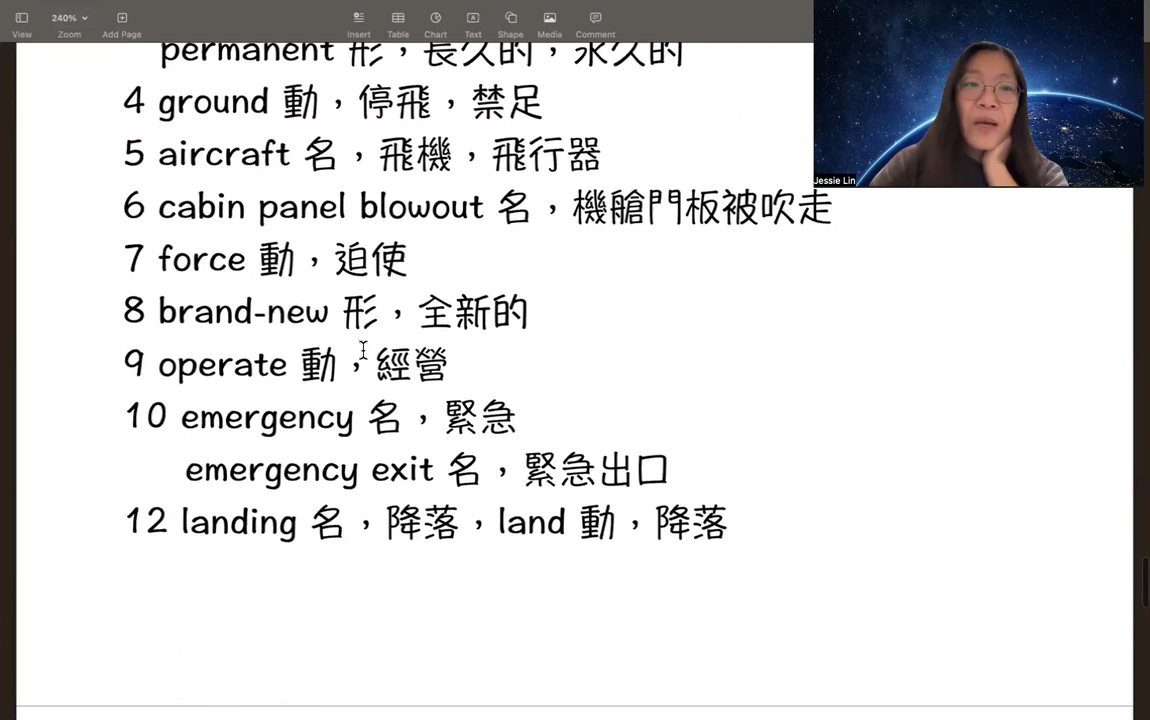 240%
View Zoom Add Page Insert Table Chart Text Shape Media Comment
permanent 形，長久的，永久的
4 ground 動，停飛，禁足
5 aircraft 名，飛機，飛行器
Jessie Lin
6 cabin panel blowout 名，機艙門板被吹走
7 force 動，迫使
8 brand-new 形，全新的
9 operate 動，經營
10 emergency 名，緊急
emergency exit 名，緊急出口
12 landing 名，降落，land 動，降落